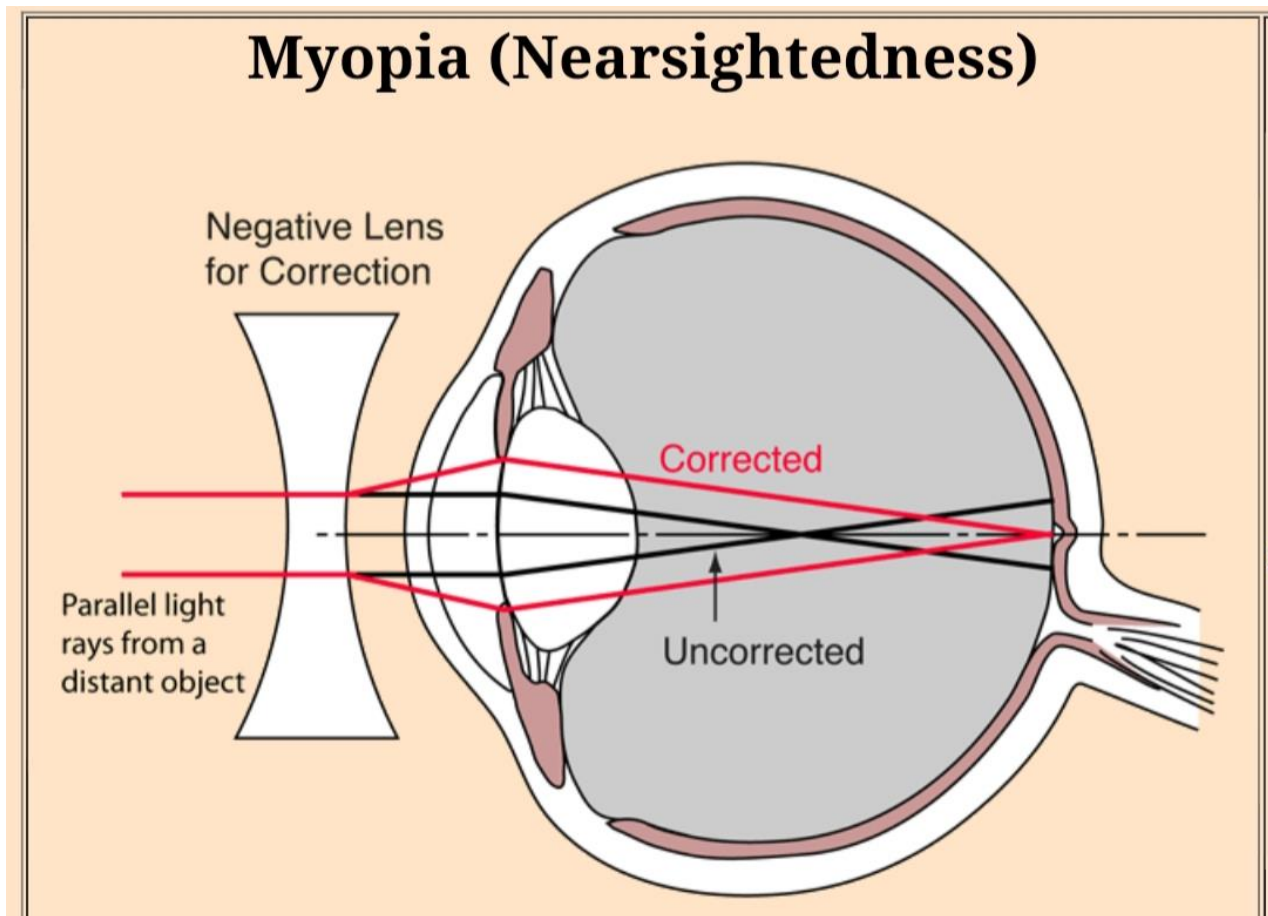 Myopia (Nearsightedness)
Negative Lens
for Correction
Corrected
Parallel light
rays from a
distant object
Uncorrected